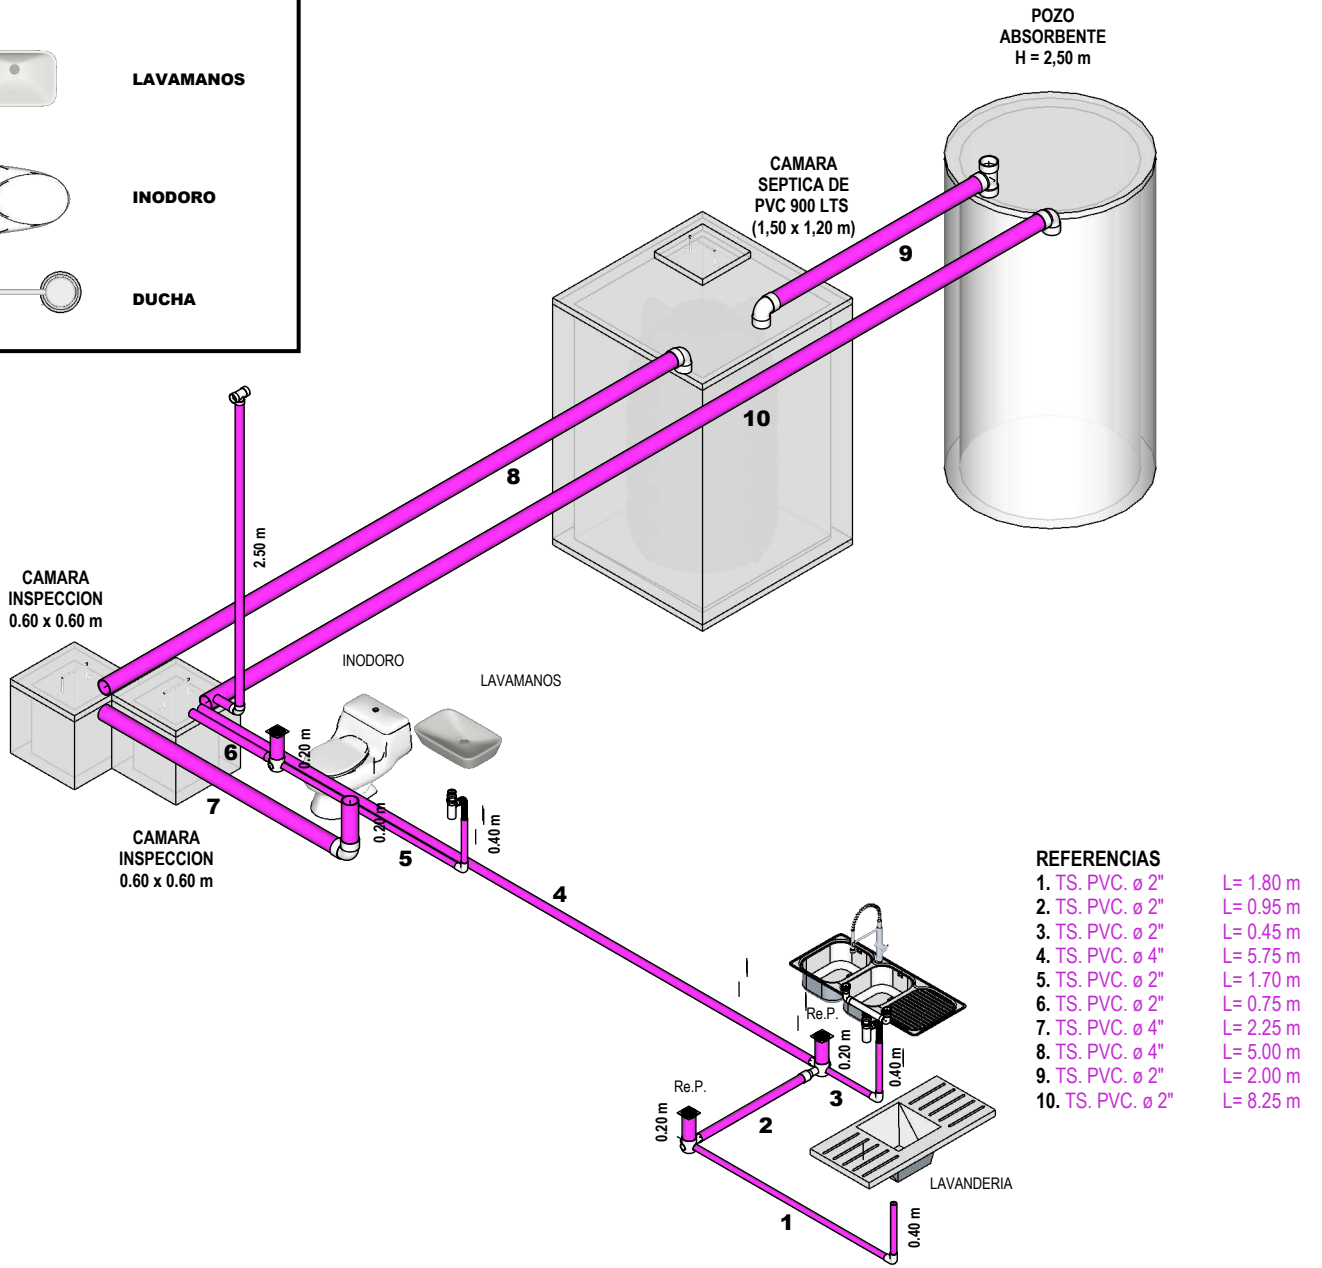 LAVAMANOS
INODORO
DUCHA
POZO
ABSORBENTE
H = 2,50 m
CAMARA
SEPTICA DE
PVC 900 LTS
(1,50 x 1,20 m)
9
10
8
2.50 m
CAMARA
INSPECCION
0.60 x 0.60 m
INODORO
LAVAMANOS
6
0.20 m
7
0.20 m
5
0.40 m
CAMARA
INSPECCION
0.60 x 0.60 m
4
Re.P.
0.20 m
0.40 m
3
Re.P.
0.20 m
2
LAVANDERIA
1
0.40 m
REFERENCIAS
1. TS. PVC. ø 2" L= 1.80 m
2. TS. PVC. ø 2" L= 0.95 m
3. TS. PVC. ø 2" L= 0.45 m
4. TS. PVC. ø 4" L= 5.75 m
5. TS. PVC. ø 2" L= 1.70 m
6. TS. PVC. ø 2" L= 0.75 m
7. TS. PVC. ø 4" L= 2.25 m
8. TS. PVC. ø 4" L= 5.00 m
9. TS. PVC. ø 2" L= 2.00 m
10. TS. PVC. ø 2" L= 8.25 m